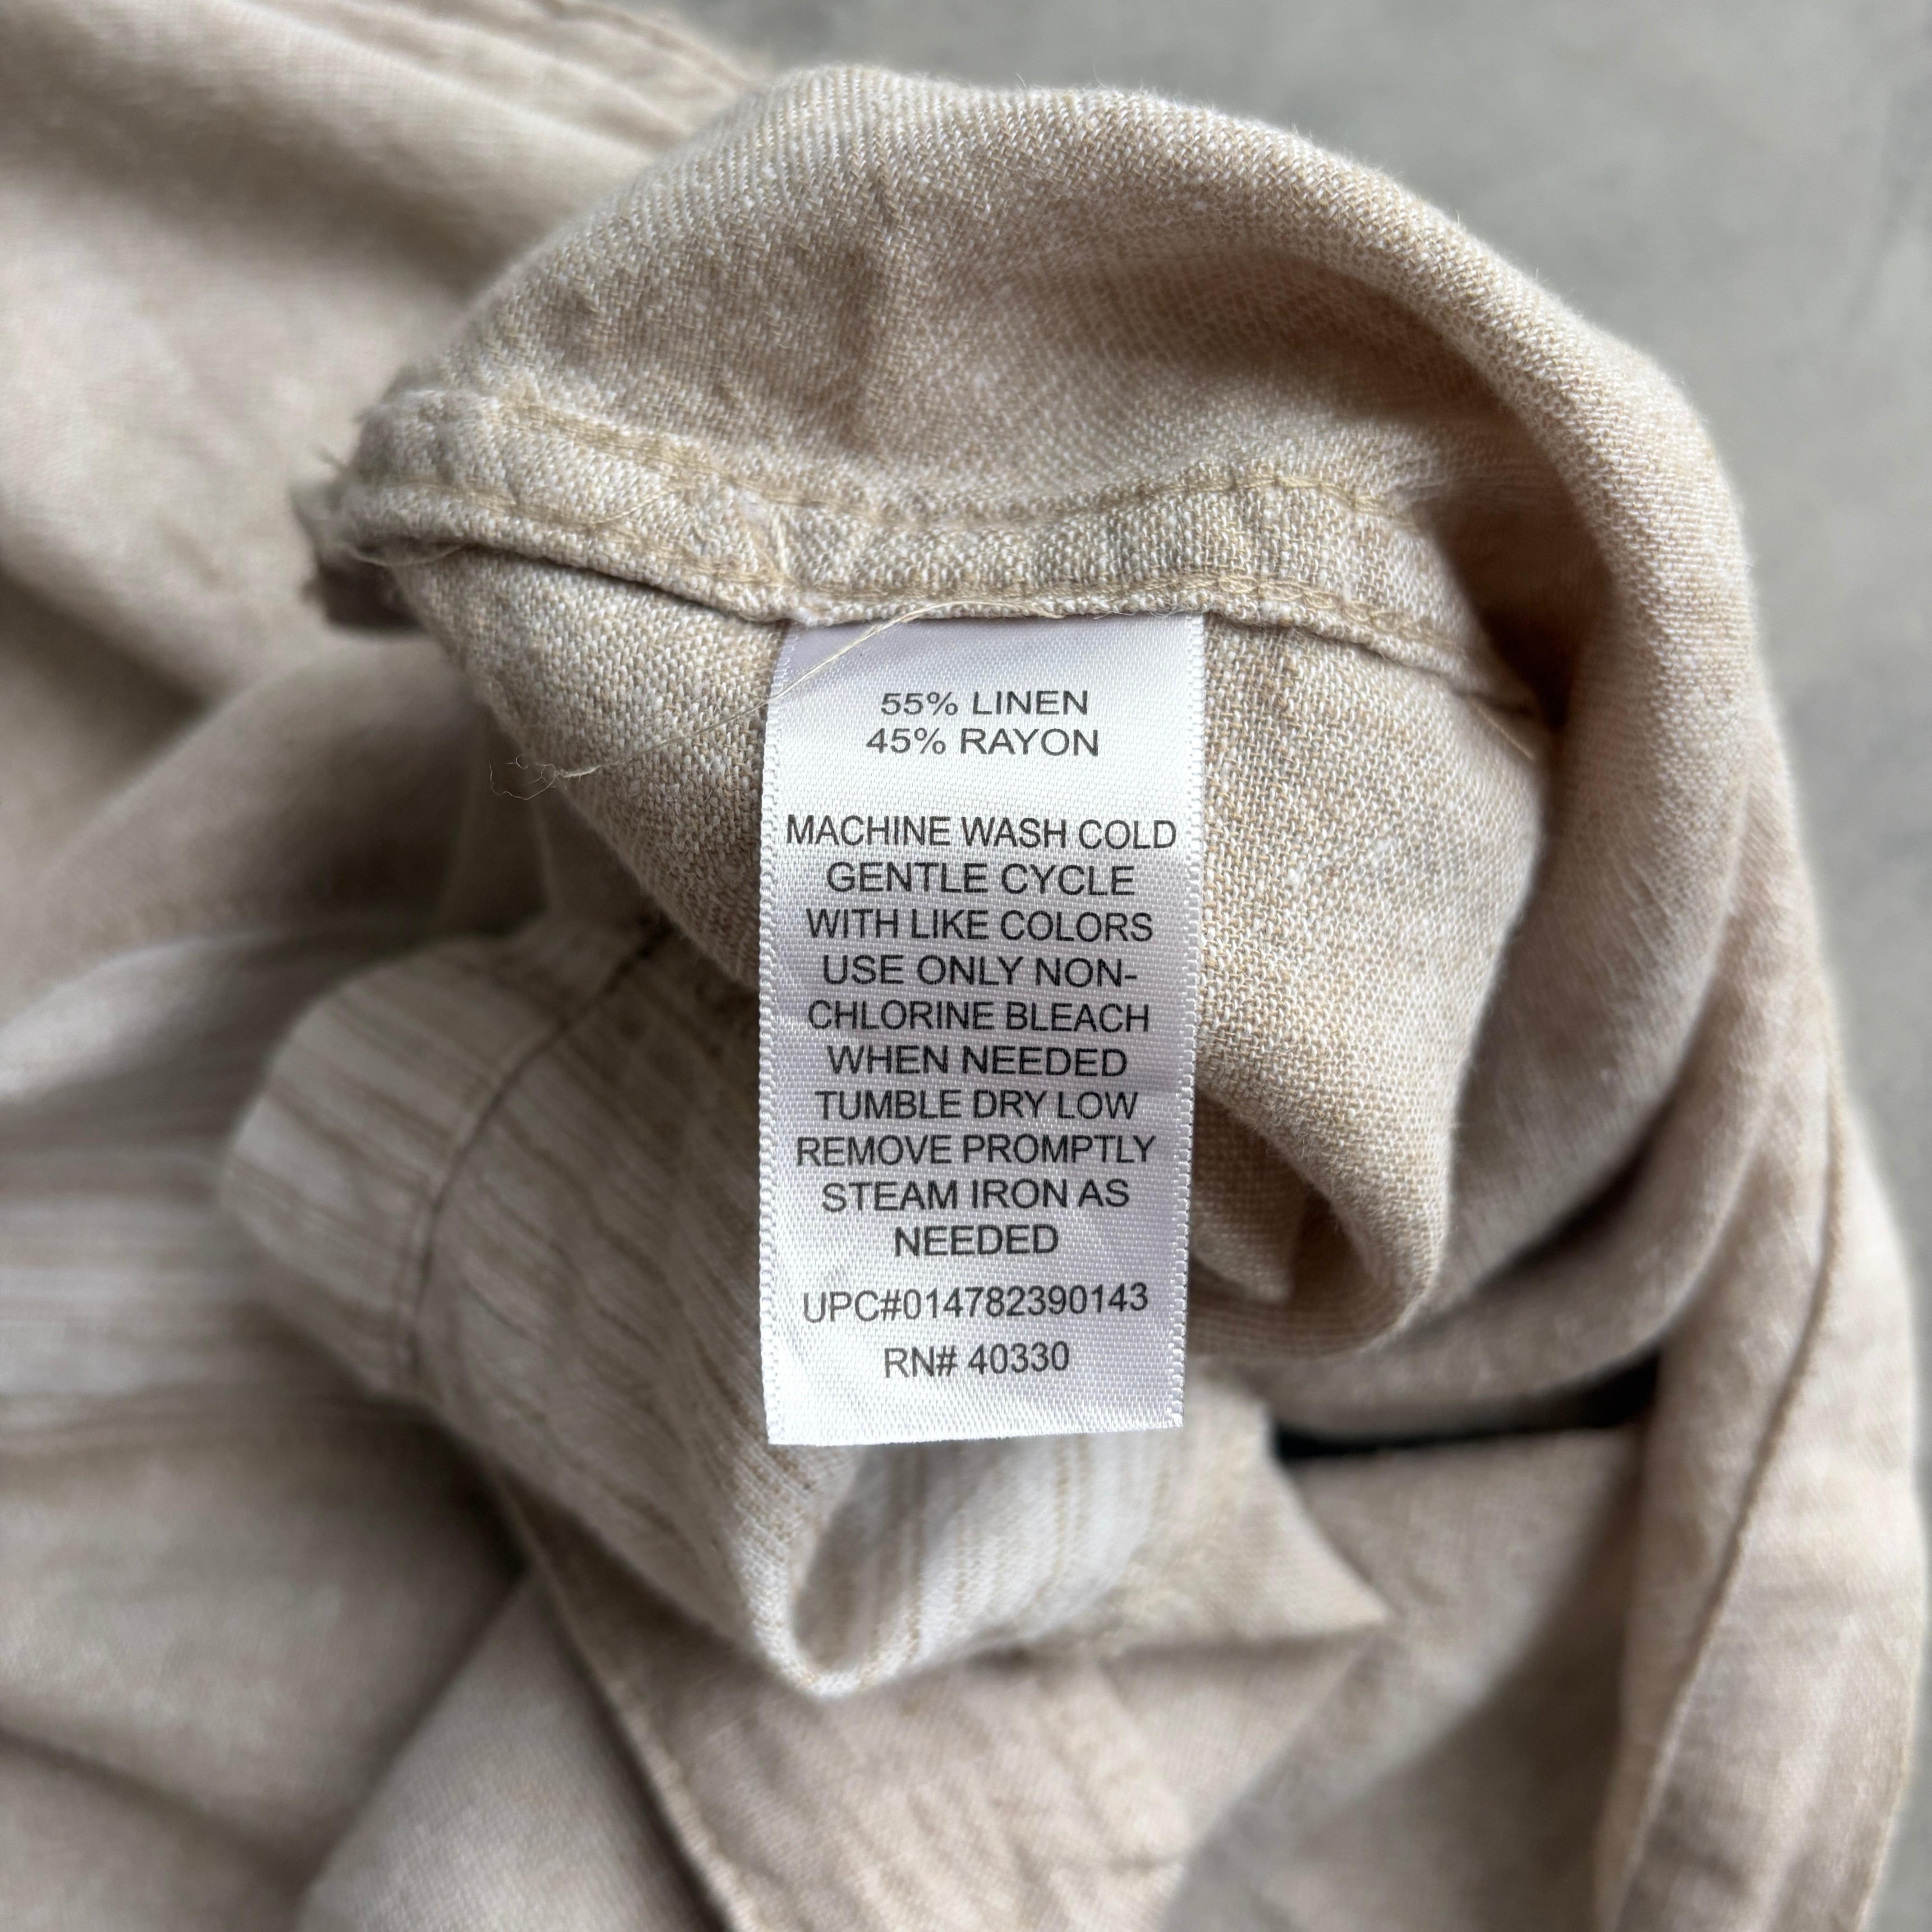 55% LINEN
45% RAYON
MACHINE WASH COLD
GENTLE CYCLE
WITH LIKE COLORS
USE ONLY NON-
CHLORINE BLEACH
WHEN NEEDED
TUMBLE DRY LOW
REMOVE PROMPTLY
STEAM IRON AS
NEEDED
UPC#014782390143
RN# 40330